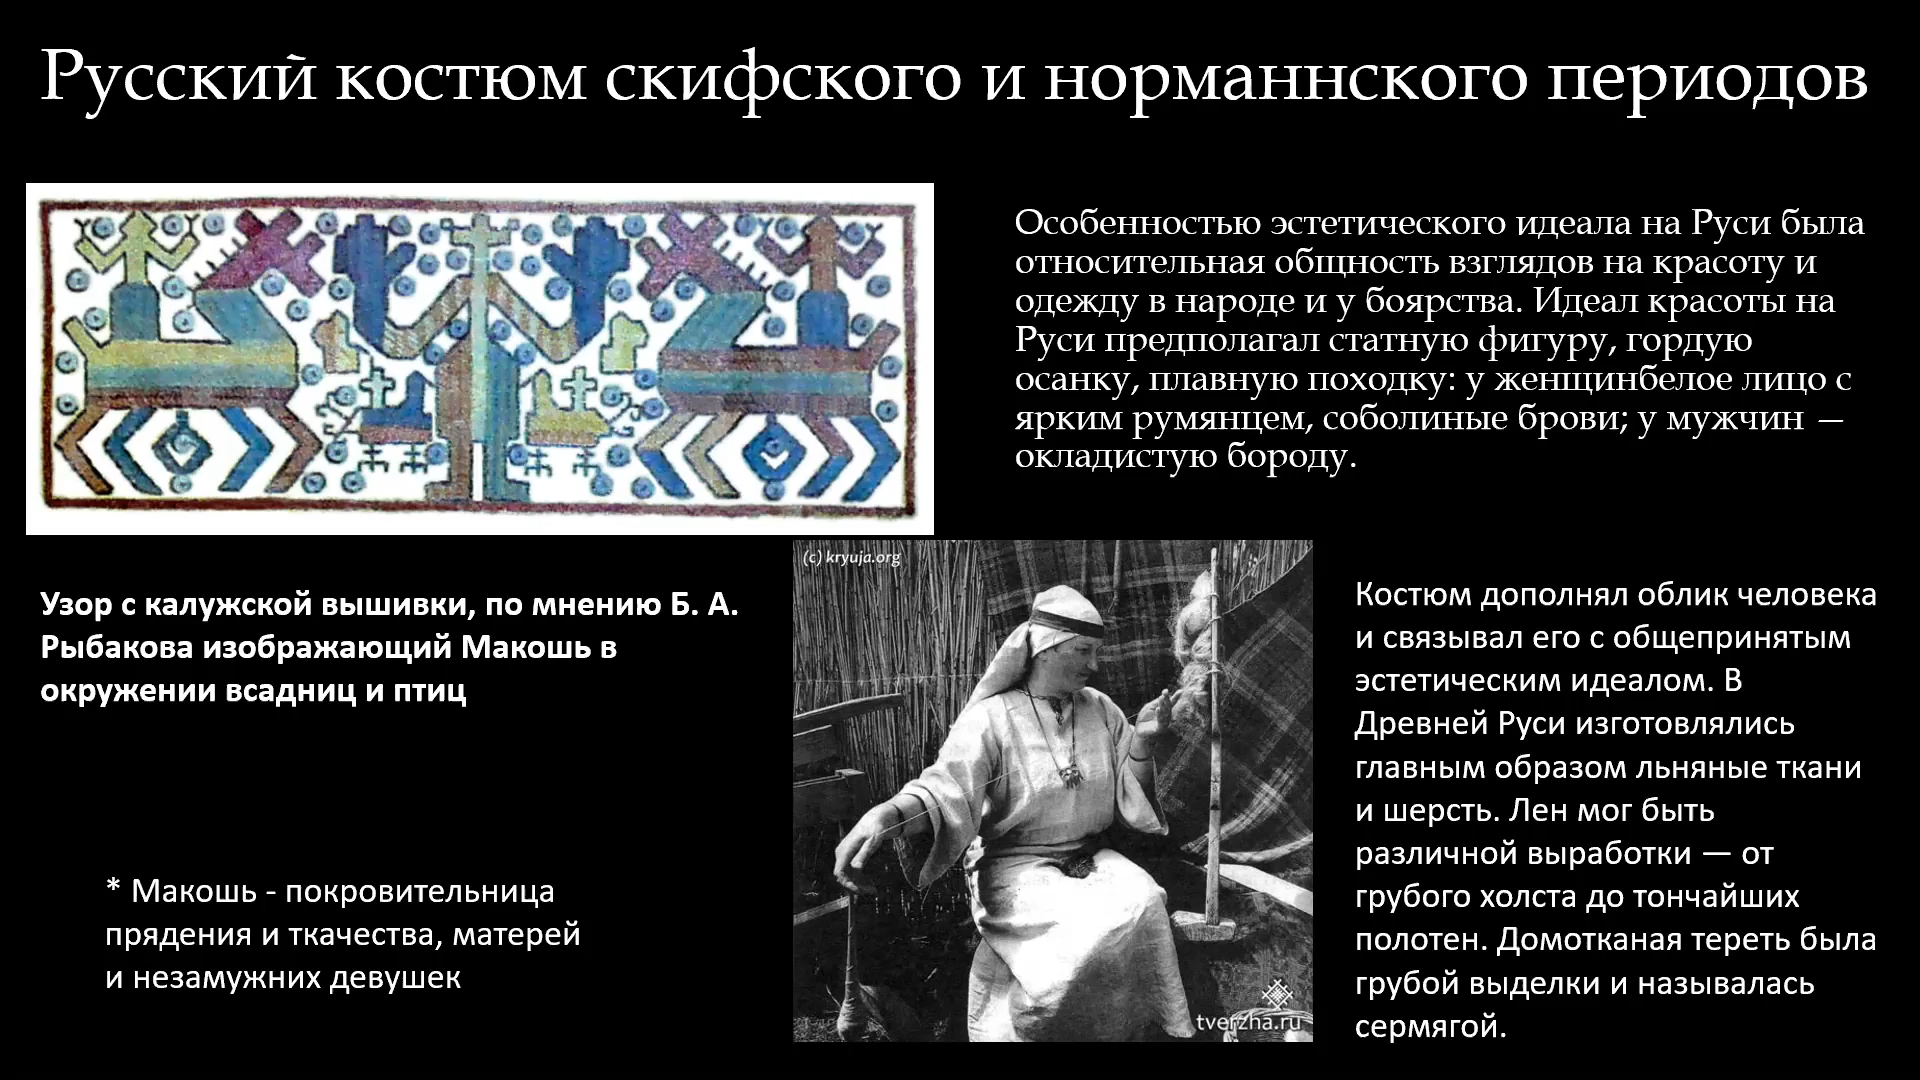 Русский костюм скифского и норманнского периодов
Особенностью эстетического идеала на Руси была
относительная общность взглядов на красоту и
одежду в народе и у боярства. Идеал красоты на
Руси предполагал статную фигуру, гордую
осанку, плавную походку: у женщинбелое лицо с
ярким румянцем, соболиные брови; у мужчин —
окладистую бороду.
Узор с калужской вышивки, по мнению Б. А.
Рыбакова изображающий Макошь в
окружении всадниц и птиц
* Макошь - покровительница
прядения и ткачества, матерей
и незамужних девушек
(c) kryuja.org
tverzha.ru
Костюм дополнял облик человека
и связывал его с общепринятым
эстетическим идеалом. В
Древней Руси изготовлялись
главным образом льняные ткани
и шерсть. Лен мог быть
различной выработки — от
грубого холста до тончайших
полотен. Домотканая тереть была
грубой выделки и называлась
сермягой.